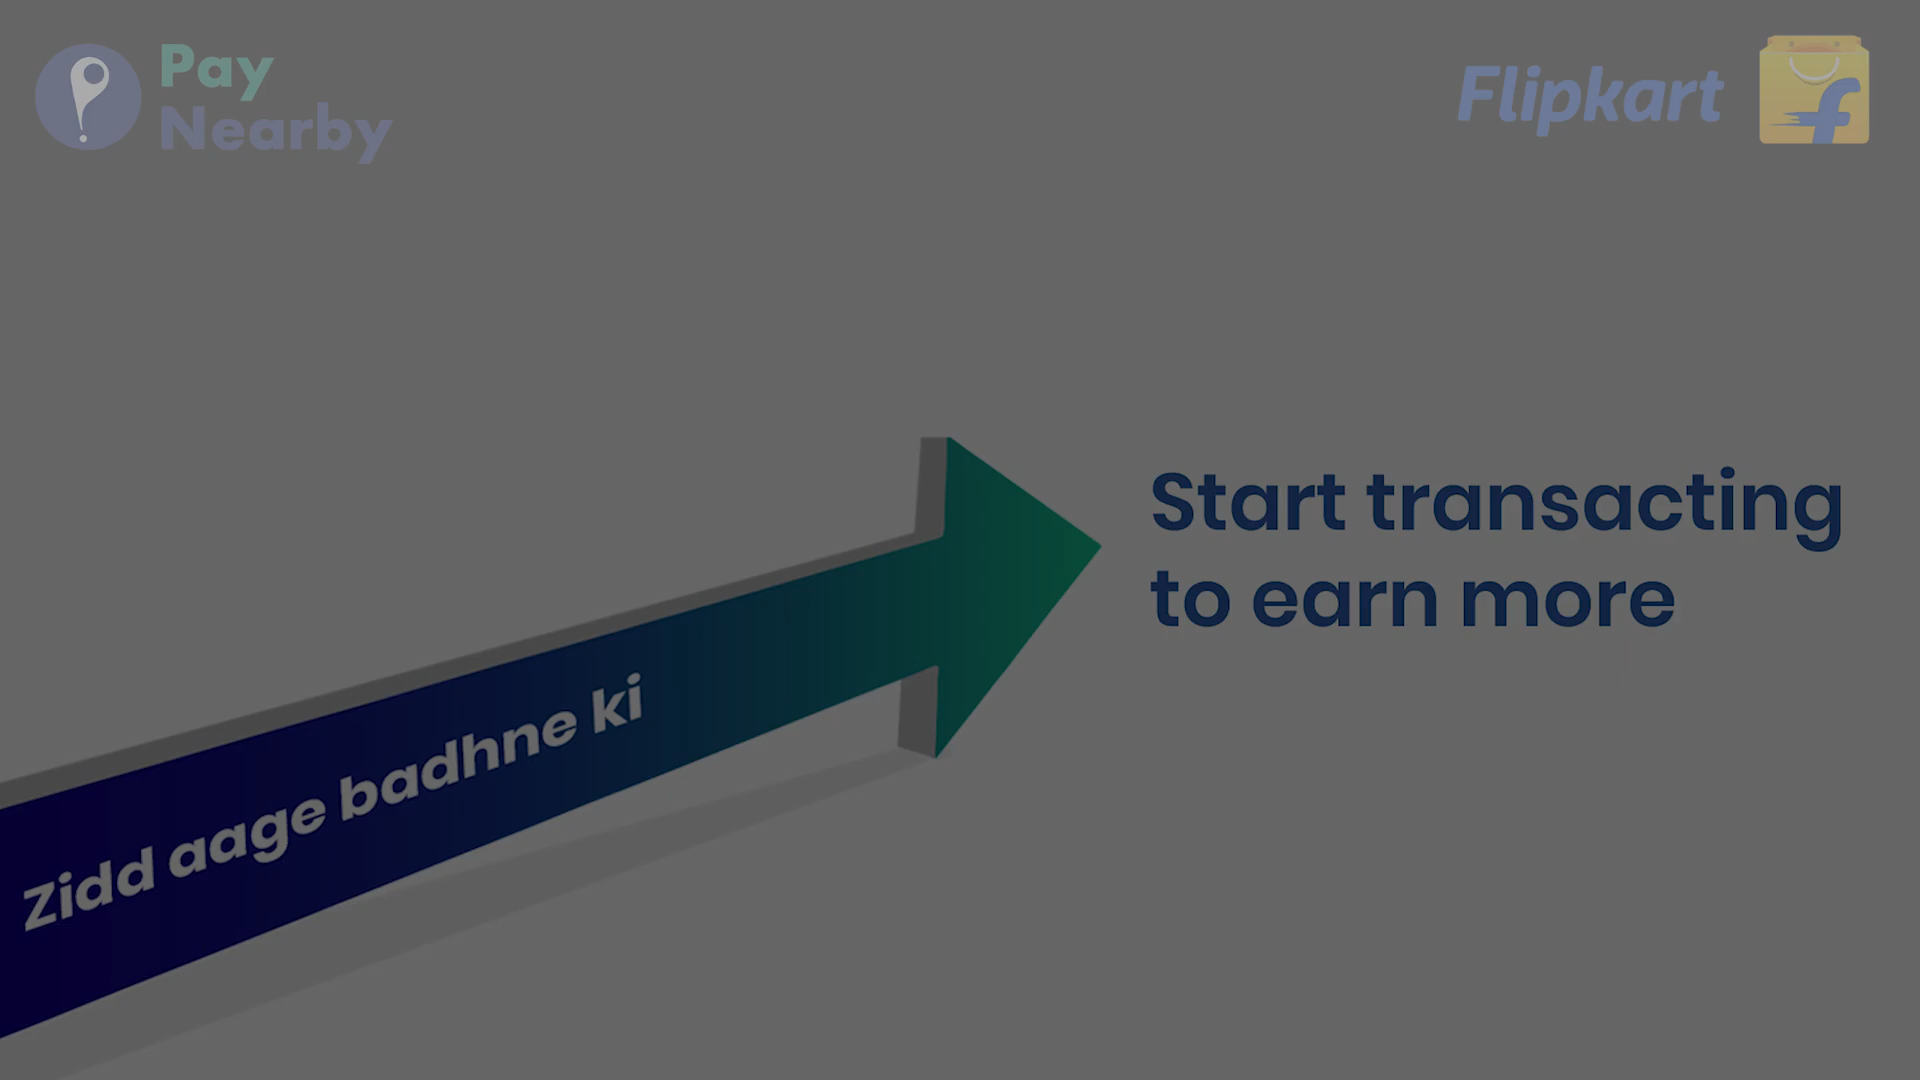 Pay
Nearby
Flipkart
Start transacting
to earn more
Zidd aage badhne ki